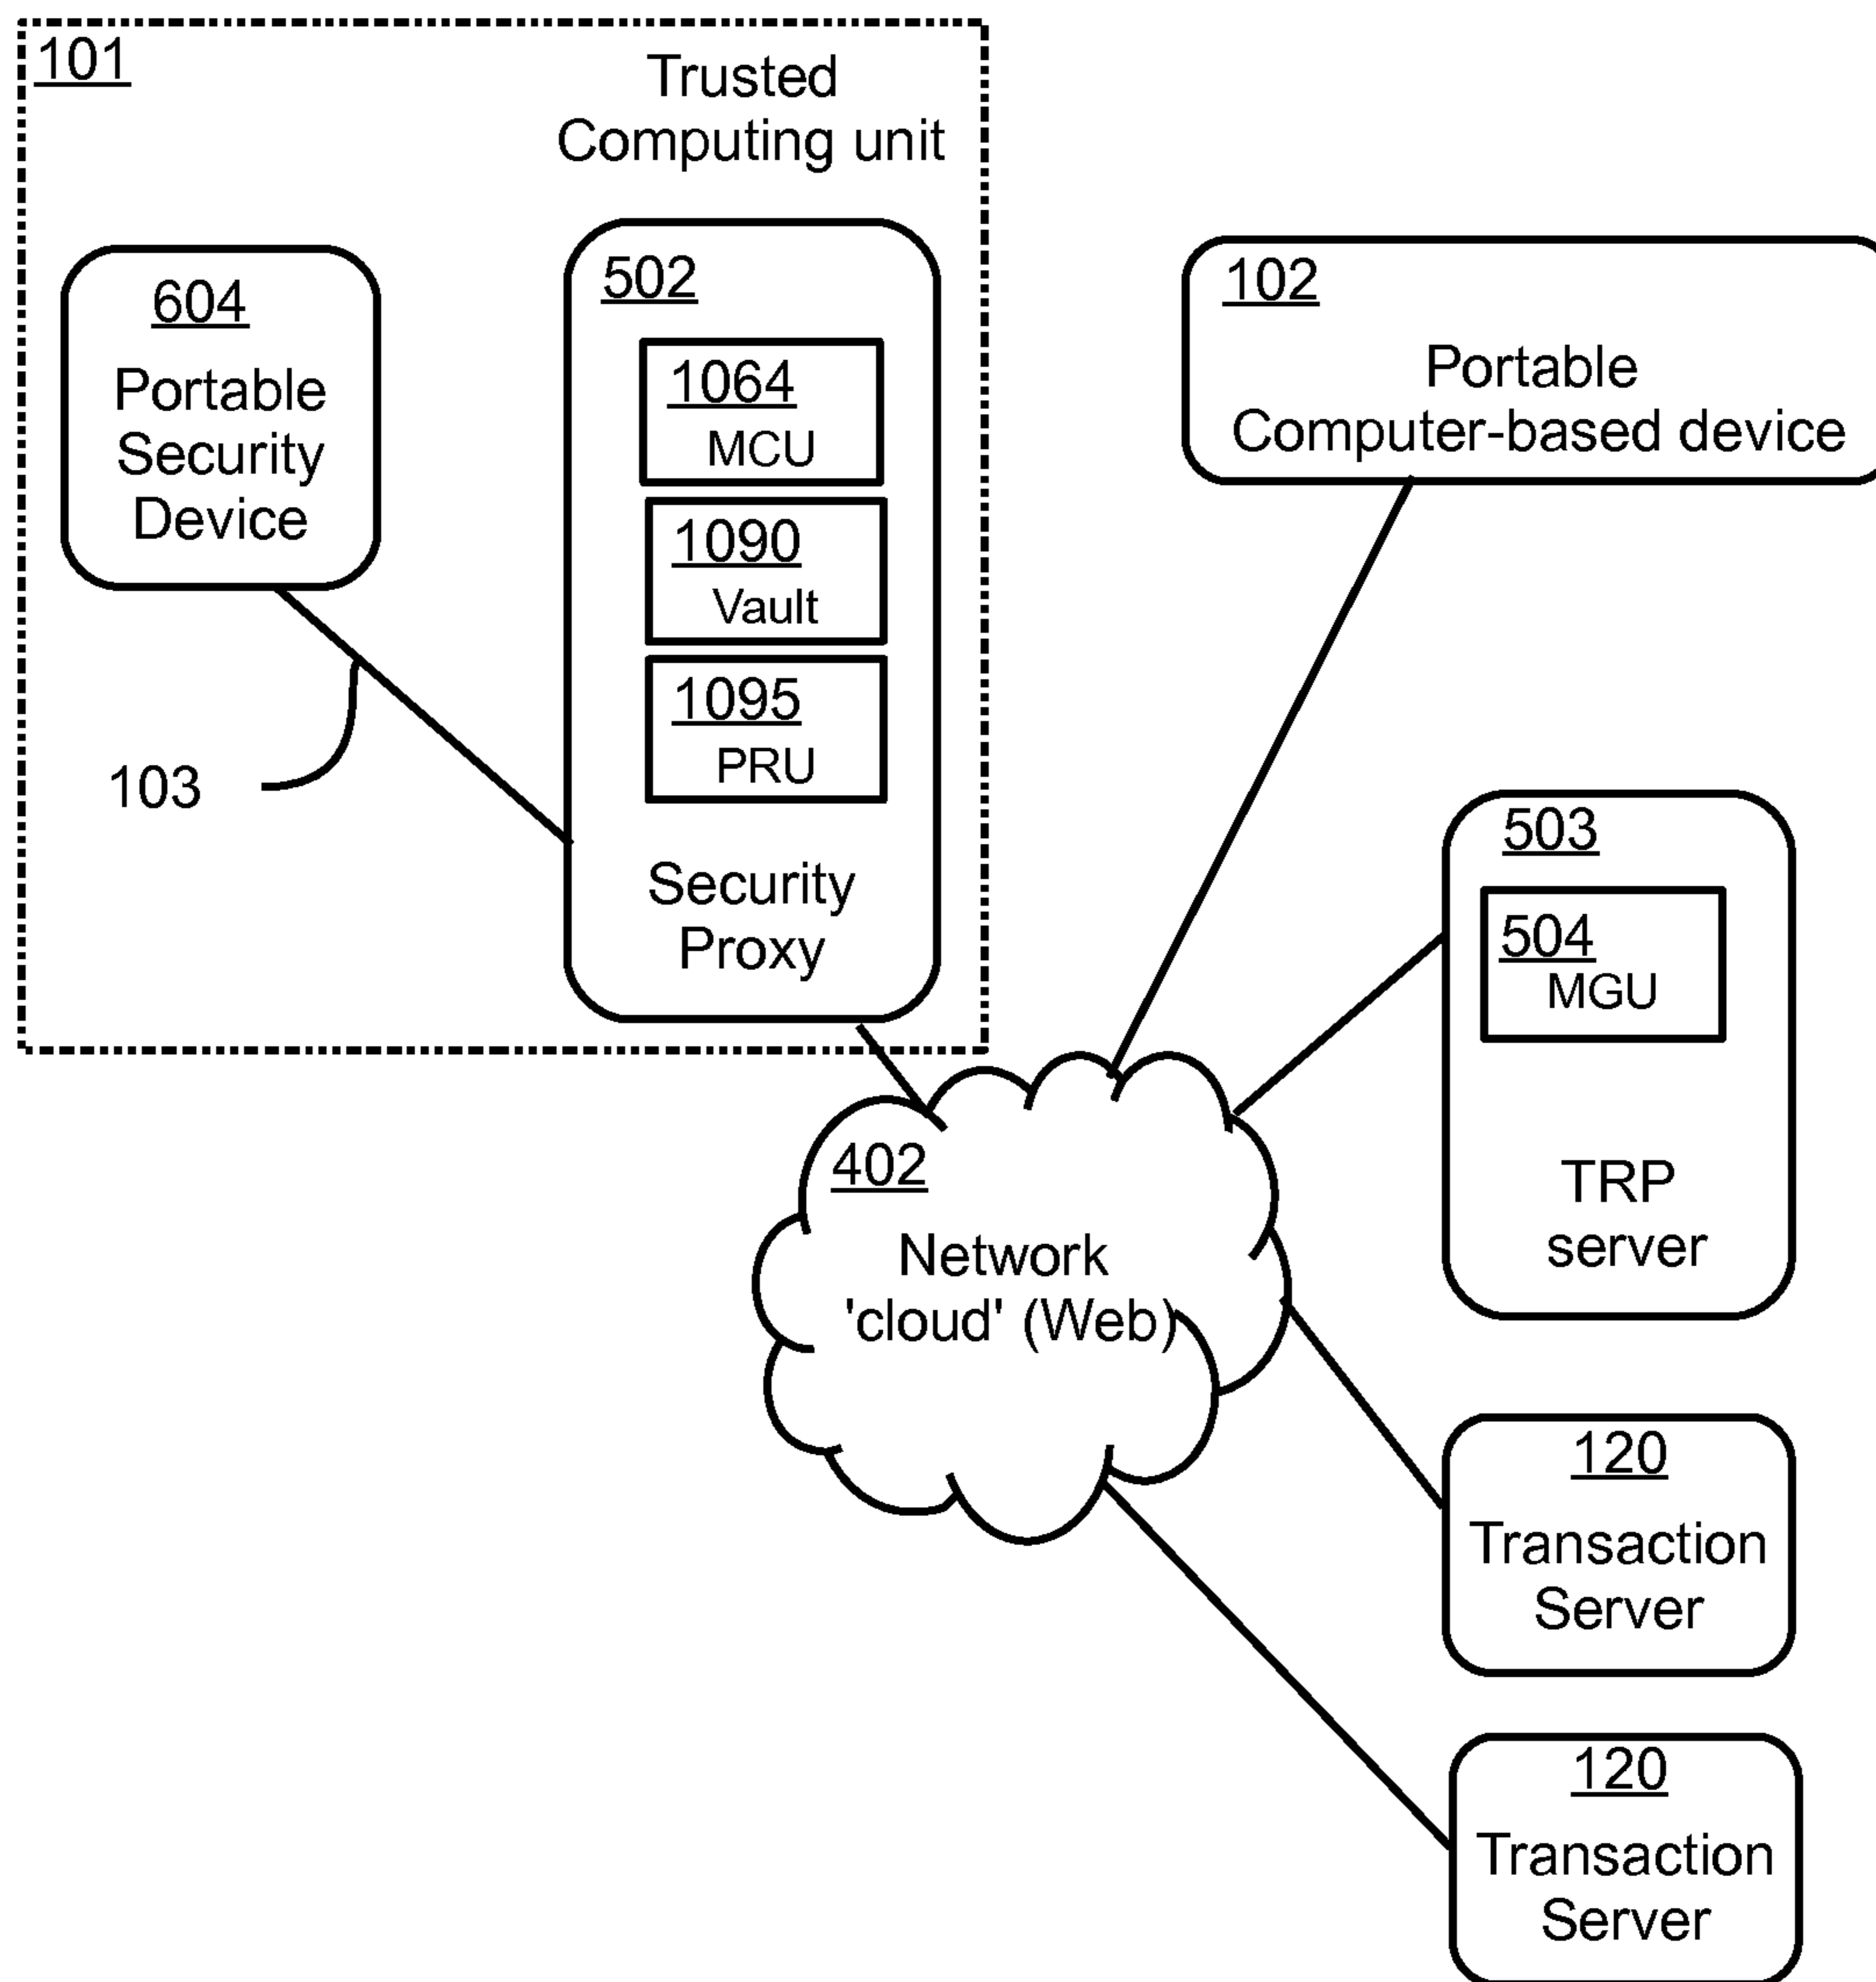 101
Trusted
Computing unit
604
Portable
Security
Device
502
1064
MCU
1090
Vault
1095
PRU
Security
Proxy
103
102
Portable
Computer-based device
503
504
MGU
TRP
server
402
Network
'cloud' (Web)
120
Transaction
Server
120
Transaction
Server